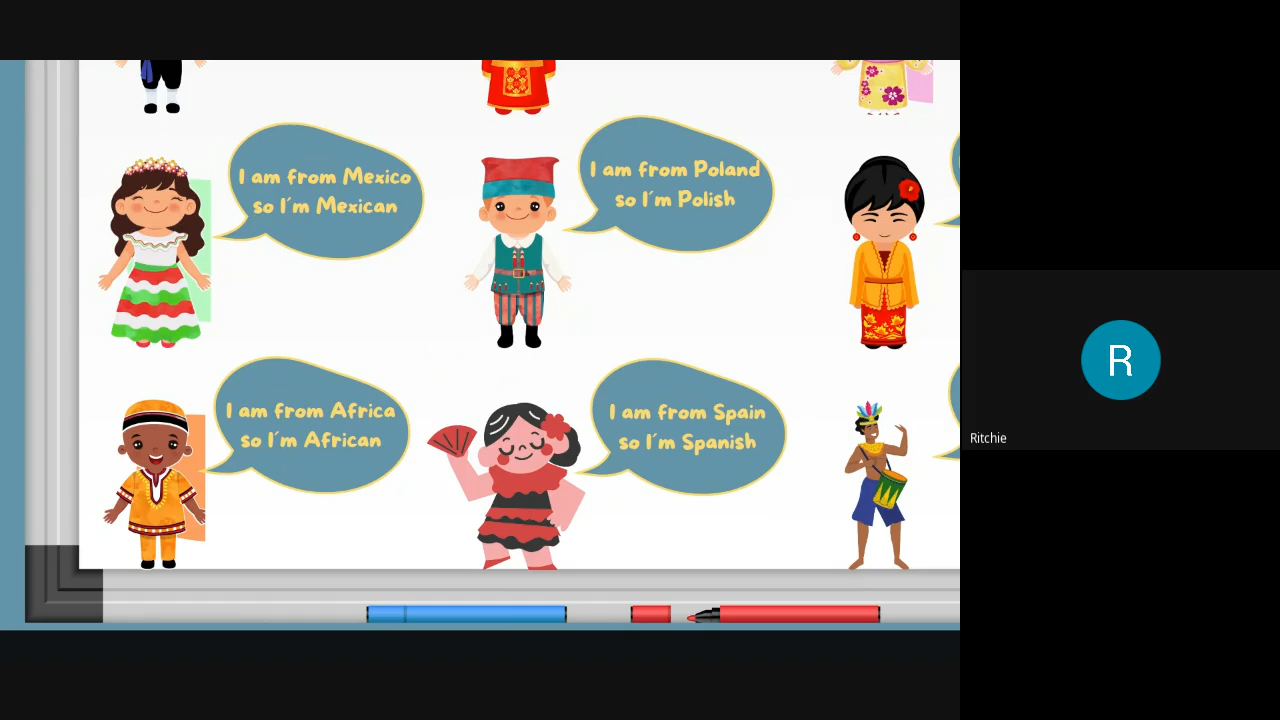 I am from Mexico
so I´m Mexican
I am from Poland
so I´m Polish
I am from Africa
so I´m African
I am from Spain
so I´m Spanish
R
Ritchie